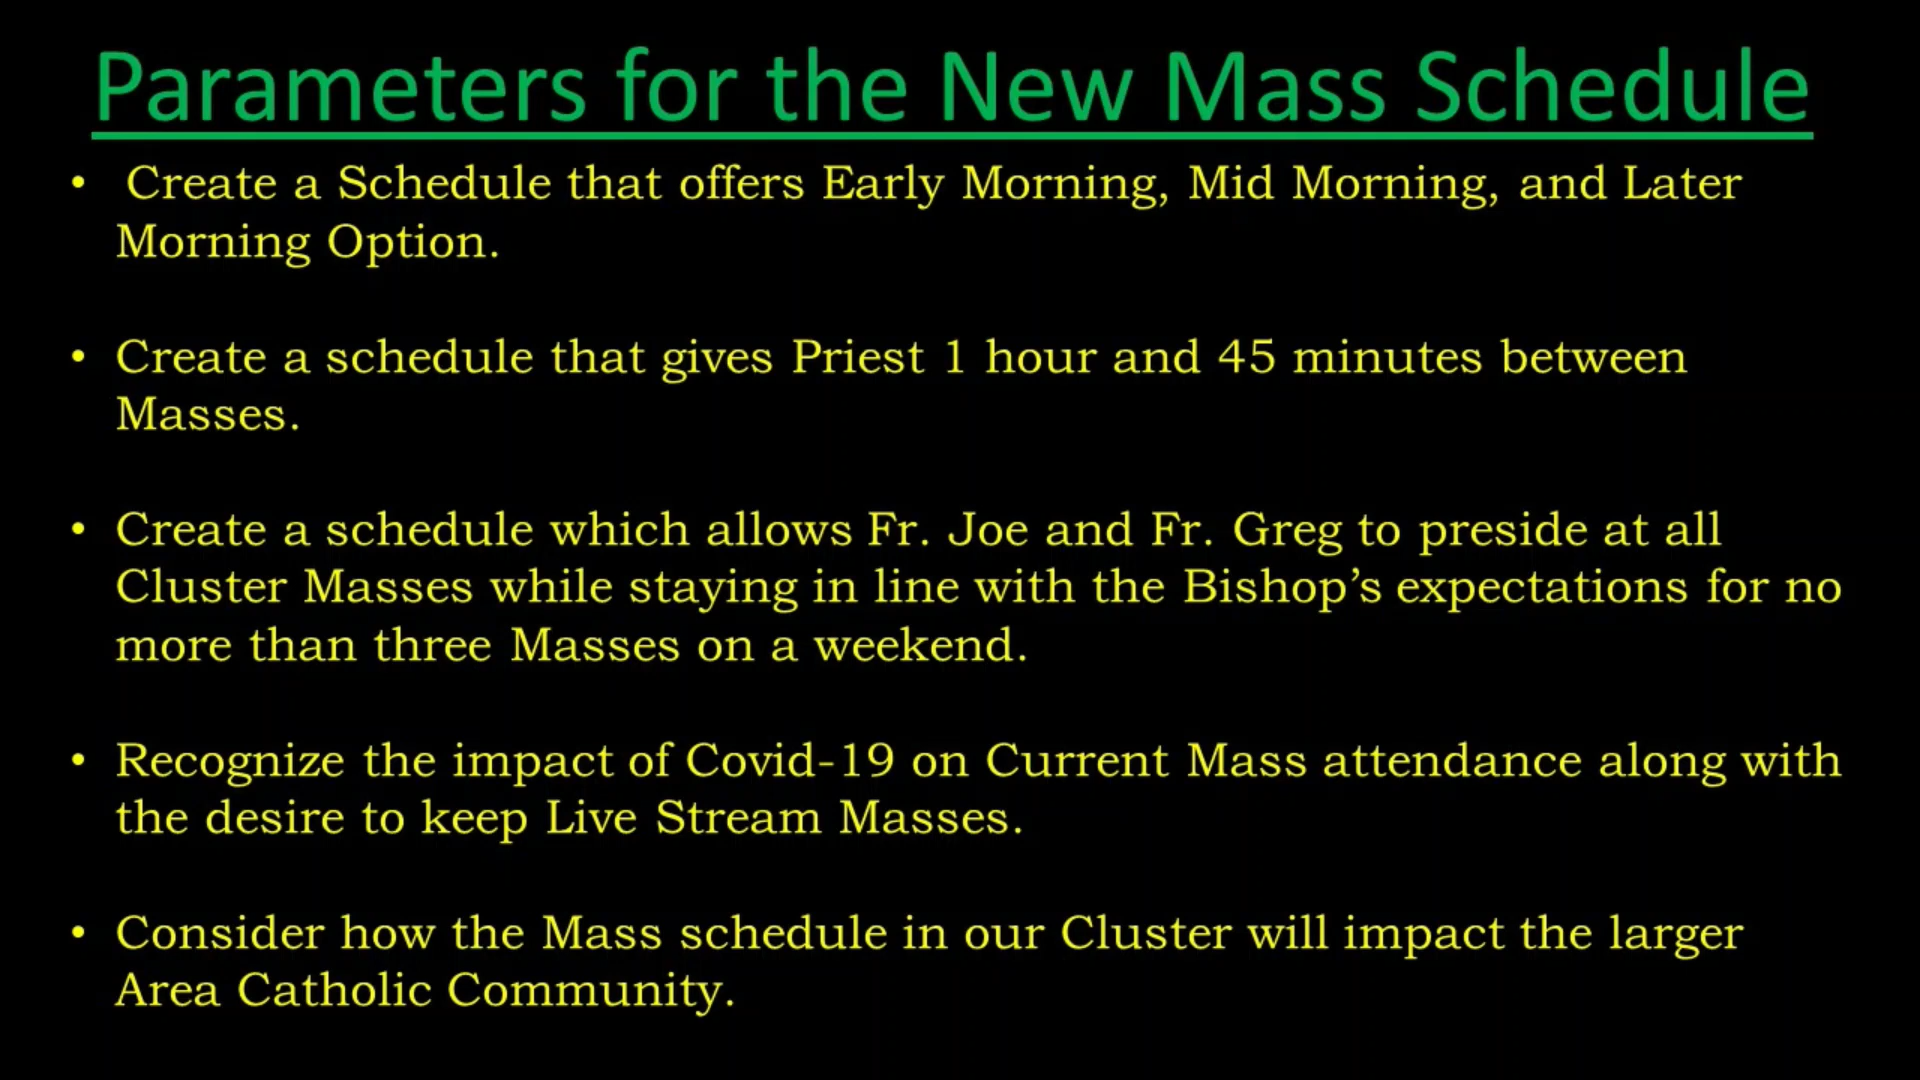 Parameters for the New Mass Schedule
• Create a Schedule that offers Early Morning, Mid Morning, and Later
Morning Option.
• Create a schedule that gives Priest 1 hour and 45 minutes between
Masses.
• Create a schedule which allows Fr. Joe and Fr. Greg to preside at all
Cluster Masses while staying in line with the Bishop’s expectations for no
more than three Masses on a weekend.
• Recognize the impact of Covid-19 on Current Mass attendance along with
the desire to keep Live Stream Masses.
• Consider how the Mass schedule in our Cluster will impact the larger
Area Catholic Community.